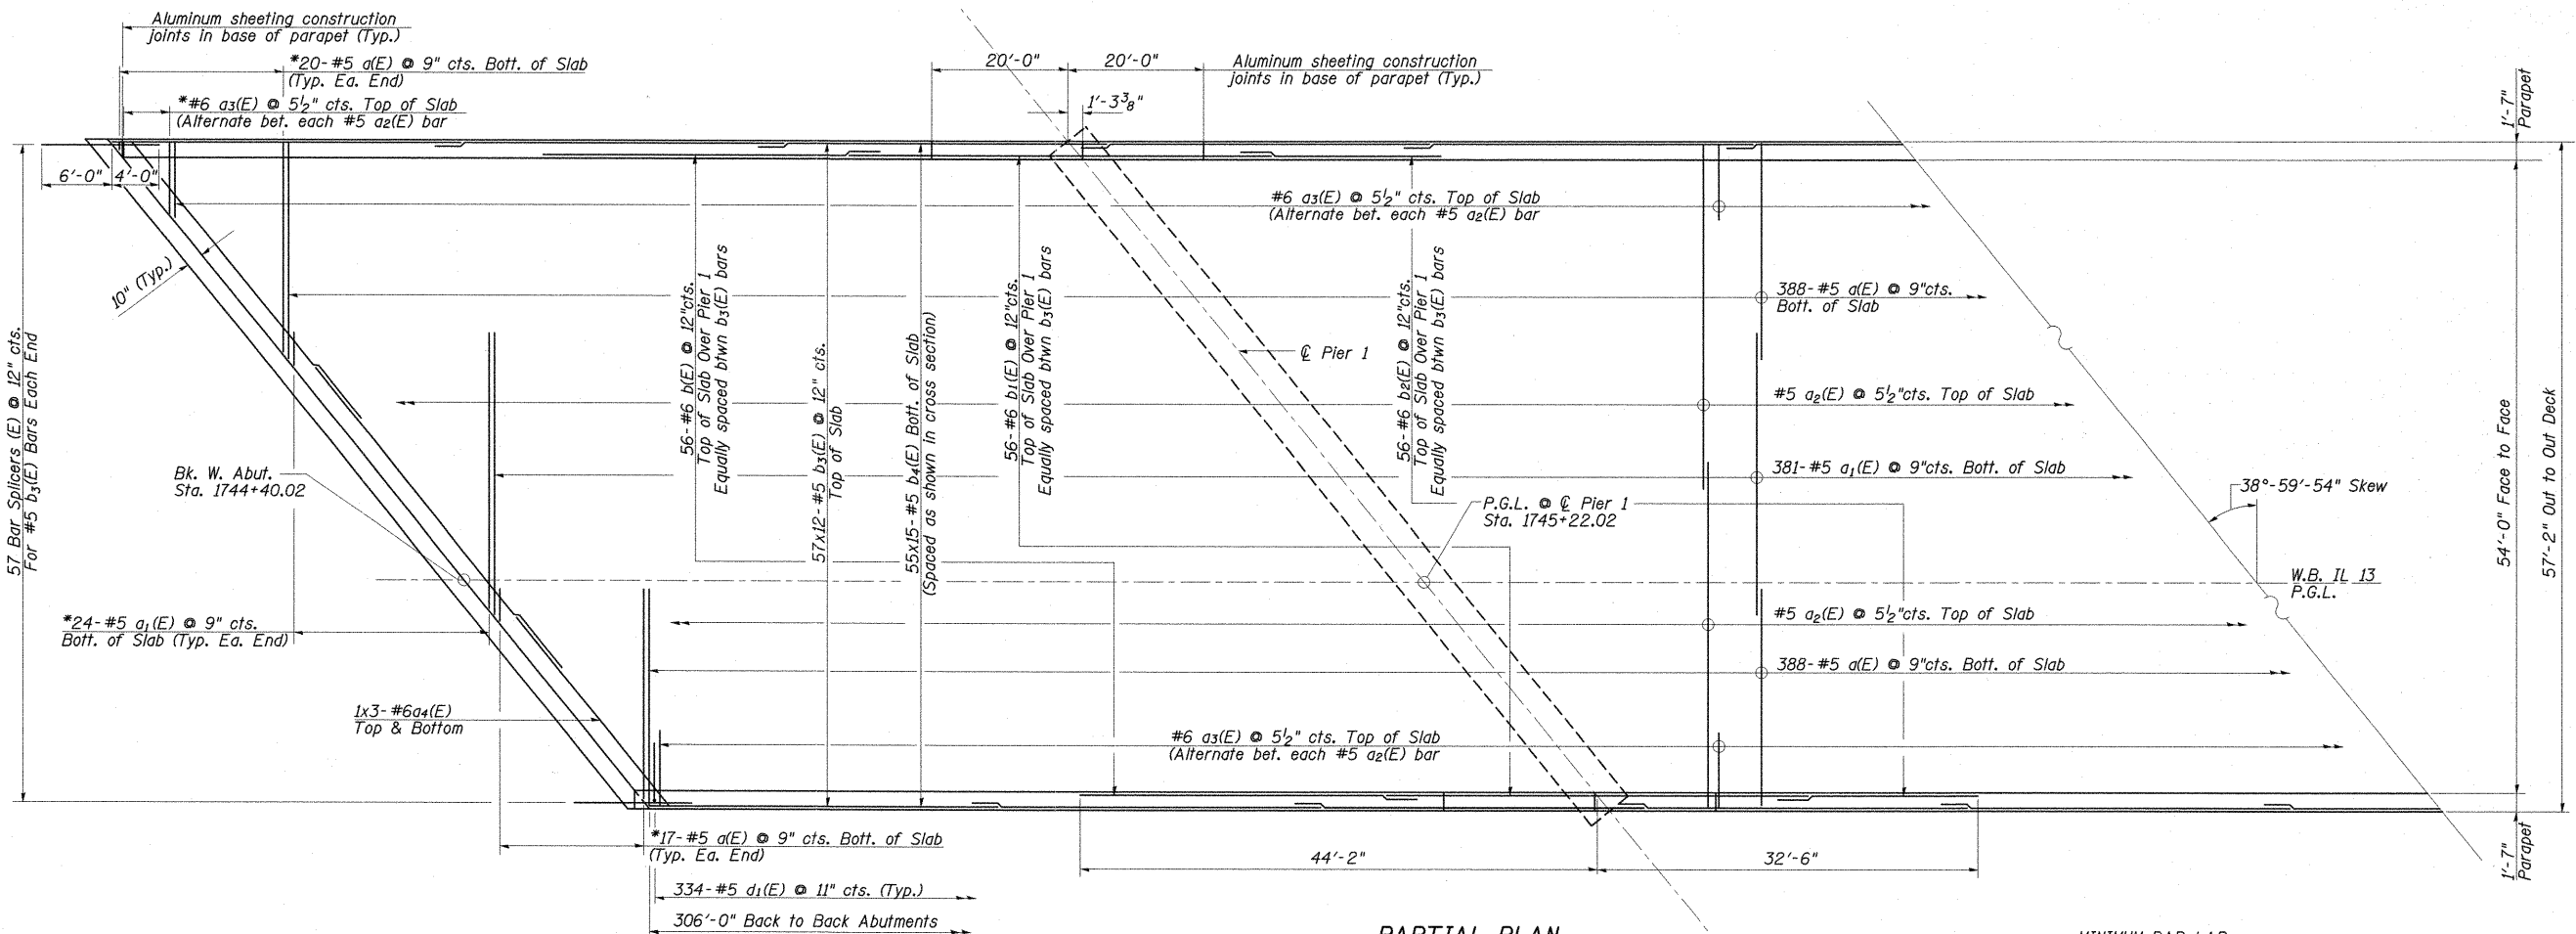 Aluminum sheeting construction
joints in base of parapet (Typ.)
*20-#5 a(E) @ 9" cts. Bott. of Slab
(Typ. Ea. End)
*#6 a3(E) @ 5½" cts. Top of Slab
(Alternate bet. each #5 a2(E) bar
20'-0"
20'-0"
Aluminum sheeting construction
joints in base of parapet (Typ.)
1'-3⅜"
1'-7"
Parapet
6'-0"
4'-0"
10" (Typ.)
57 Bar Splicers (E) @ 12" cts.
For #5 b3(E) Bars Each End
#6 a3(E) @ 5½" cts. Top of Slab
(Alternate bet. each #5 a2(E) bar
56-#6 b(E) @ 12"cts.
Top of Slab Over Pier 1
Equally spaced btwn b3(E) bars
57x12-#5 b3(E) @ 12" cts.
Top of Slab
55x15-#5 b4(E) Bott. of Slab
(Spaced as shown in cross section)
56-#6 b1(E) @ 12"cts.
Top of Slab Over Pier 1
Equally spaced btwn b3(E) bars
56-#6 b2(E) @ 12"cts.
Top of Slab Over Pier 1
Equally spaced btwn b3(E) bars
388-#5 a(E) @ 9"cts.
Bott. of Slab
℄ Pier 1
#5 a2(E) @ 5½"cts. Top of Slab
381-#5 a1(E) @ 9"cts. Bott. of Slab
Bk. W. Abut.
Sta. 1744+40.02
P.G.L. @ ℄ Pier 1
Sta. 1745+22.02
38°-59'-54" Skew
54'-0" Face to Face
57'-2" Out to Out Deck
W.B. IL 13
P.G.L.
*24-#5 a1(E) @ 9" cts.
Bott. of Slab (Typ. Ea. End)
#5 a2(E) @ 5½"cts. Top of Slab
388-#5 a(E) @ 9"cts. Bott. of Slab
1x3-#6a4(E)
Top & Bottom
#6 a3(E) @ 5½" cts. Top of Slab
(Alternate bet. each #5 a2(E) bar
*17-#5 a(E) @ 9" cts. Bott. of Slab
(Typ. Ea. End)
44'-2"
32'-6"
1'-7"
Parapet
334-#5 d1(E) @ 11" cts. (Typ.)
306'-0" Back to Back Abutments
PARTIAL PLAN
MINIMUM BAR LAP